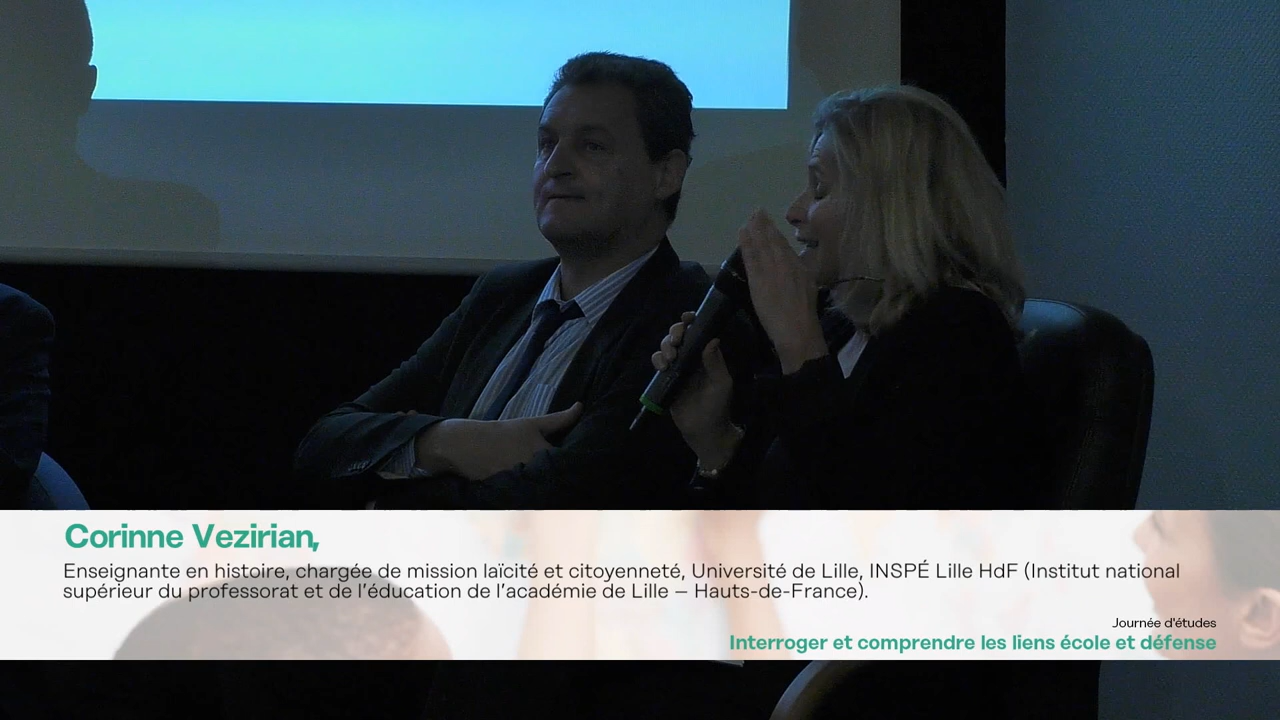 Corinne Vezirian,
Enseignante en histoire, chargée de mission laïcité et citoyenneté, Université de Lille, INSPÉ Lille HdF (Institut national
supérieur du professorat et de l'éducation de l'académie de Lille – Hauts-de-France).
Journée d'études
Interroger et comprendre les liens école et défense